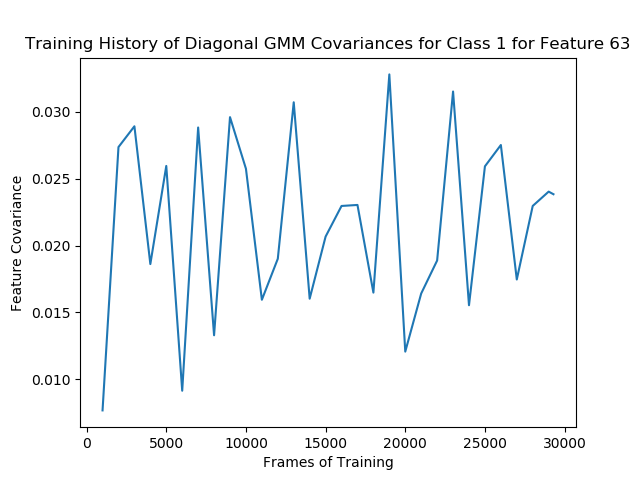 Training History of Diagonal GMM Covariances for Class 1 for Feature 63
0.030
0.025
0.020
0.015
0.010
Feature Covariance
0 5000 10000 15000 20000 25000 30000
Frames of Training